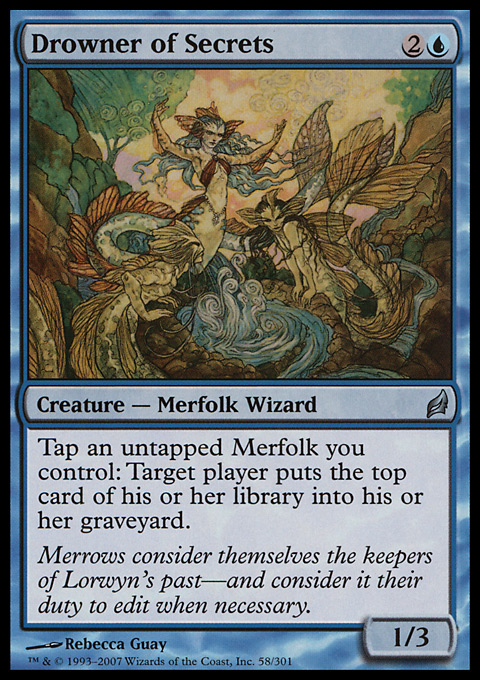 Drowner of Secrets 2
Creature — Merfolk Wizard
Tap an untapped Merfolk you
control: Target player puts the top
card of his or her library into his or
her graveyard.
Merrows consider themselves the keepers
of Lorwyn's past—and consider it their
duty to edit when necessary.
1/3
Rebecca Guay
™ & © 1993–2007 Wizards of the Coast, Inc. 58/301